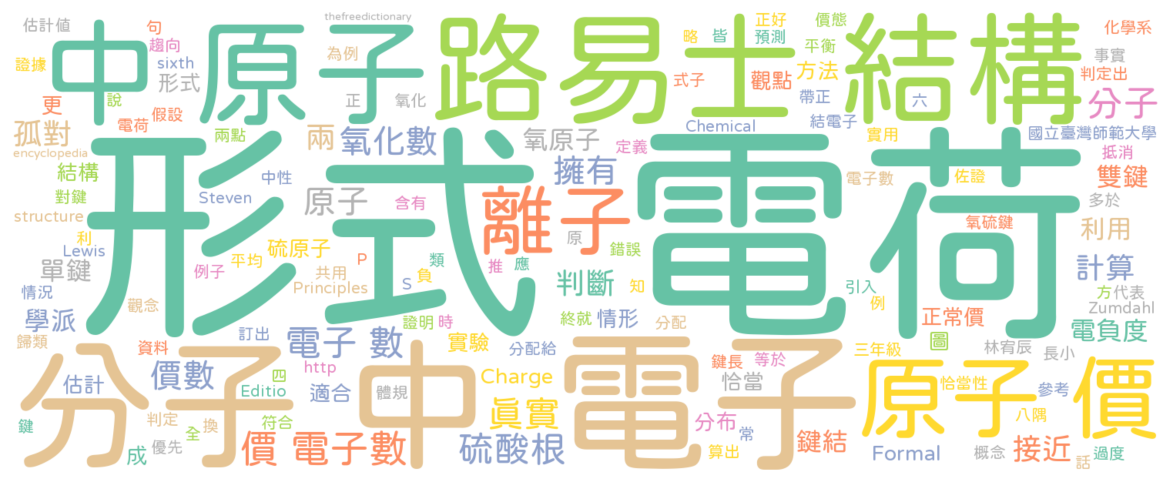 估計値
句
thefreedictionary
正好
價態
化學系
趨向
為例
略
皆
預測
平衡
事實
證據
sixth
形式
中原子
路易士
結構
式子
觀點
方法
判定出
更
說
假設
正
氧化
帶正
六
分子
孤對
電荷
兩點
兩
氧化數
氧原子
Chemical
結電子
實用
國立臺灣師範大學
encyclopedia
定義
抵消
結構
中性
擁有
形式電荷
電子數
佐證
雙鍵
對鍵
Steven
原子
含有
離子
多於
structure
利
硫原子
原
錯誤
氧硫鍵
利用
Lewis
平均
P
類
單鍵
例子
共用
推
應
計算
情況
Principles
S
負
判斷
知
引入
方
代表
觀念
例
Zumdahl
學派
證明
時
終就
情形
分配
正常價
電負度
歸類
訂出
電子 數
實驗
分配給
圖
林宥辰
長小
資料
http
鍵長
等於
三年級
分子中
電子
原子價
估計
價數
四
Editio
適合
體規
Charge
恰當
恰當性
參考
鍵
判定
換
符合
眞實
分布
常
八隅
成
優先
全
價 電子數
硫酸根
算出
鍵結
Formal
概念
接近
話
過度